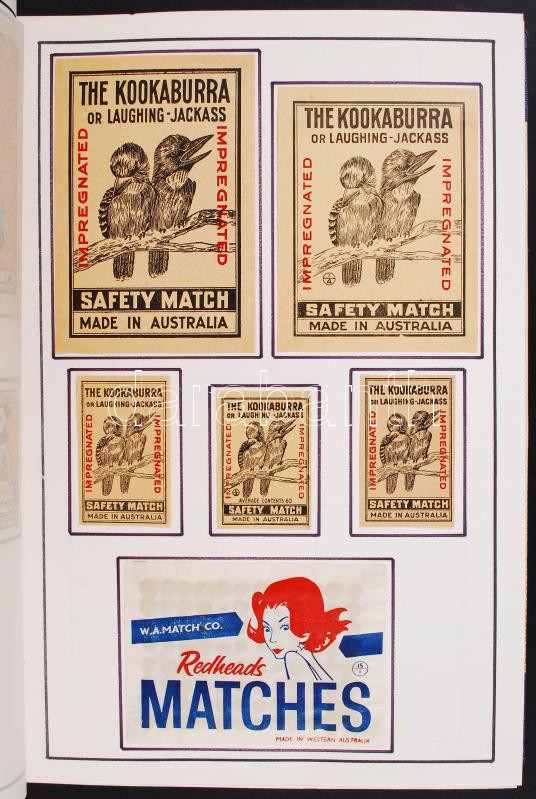 THE KOOKABURRA
OR LAUGHING-JACKASS
IMPREGNATED
IMPREGNATED
SAFETY MATCH
MADE IN AUSTRALIA
THE KOOKABURRA
OR LAUGHING-JACKASS
IMPREGNATED
IMPREGNATED
4
SAFETY MATCH
MADE IN AUSTRALIA
THE KOOKABURRA
OR LAUGHING-JACKASS
IMPREGNATED
IMPREGNATED
SAFETY MATCH
MADE IN AUSTRALIA
THE KOOKABURRA
OR LAUGHING-JACKASS
IMPREGNATED
IMPREGNATED
AVERAGE CONTENTS 60
SAFETY MATCH
MADE IN AUSTRALIA
THE KOOKABURRA
OR LAUGHING-JACKASS
IMPREGNATED
IMPREGNATED
SAFETY MATCH
MADE IN AUSTRALIA
W.A. MATCH CO.
Redheads
15
MATCHES
MADE IN WESTERN AUSTRALIA